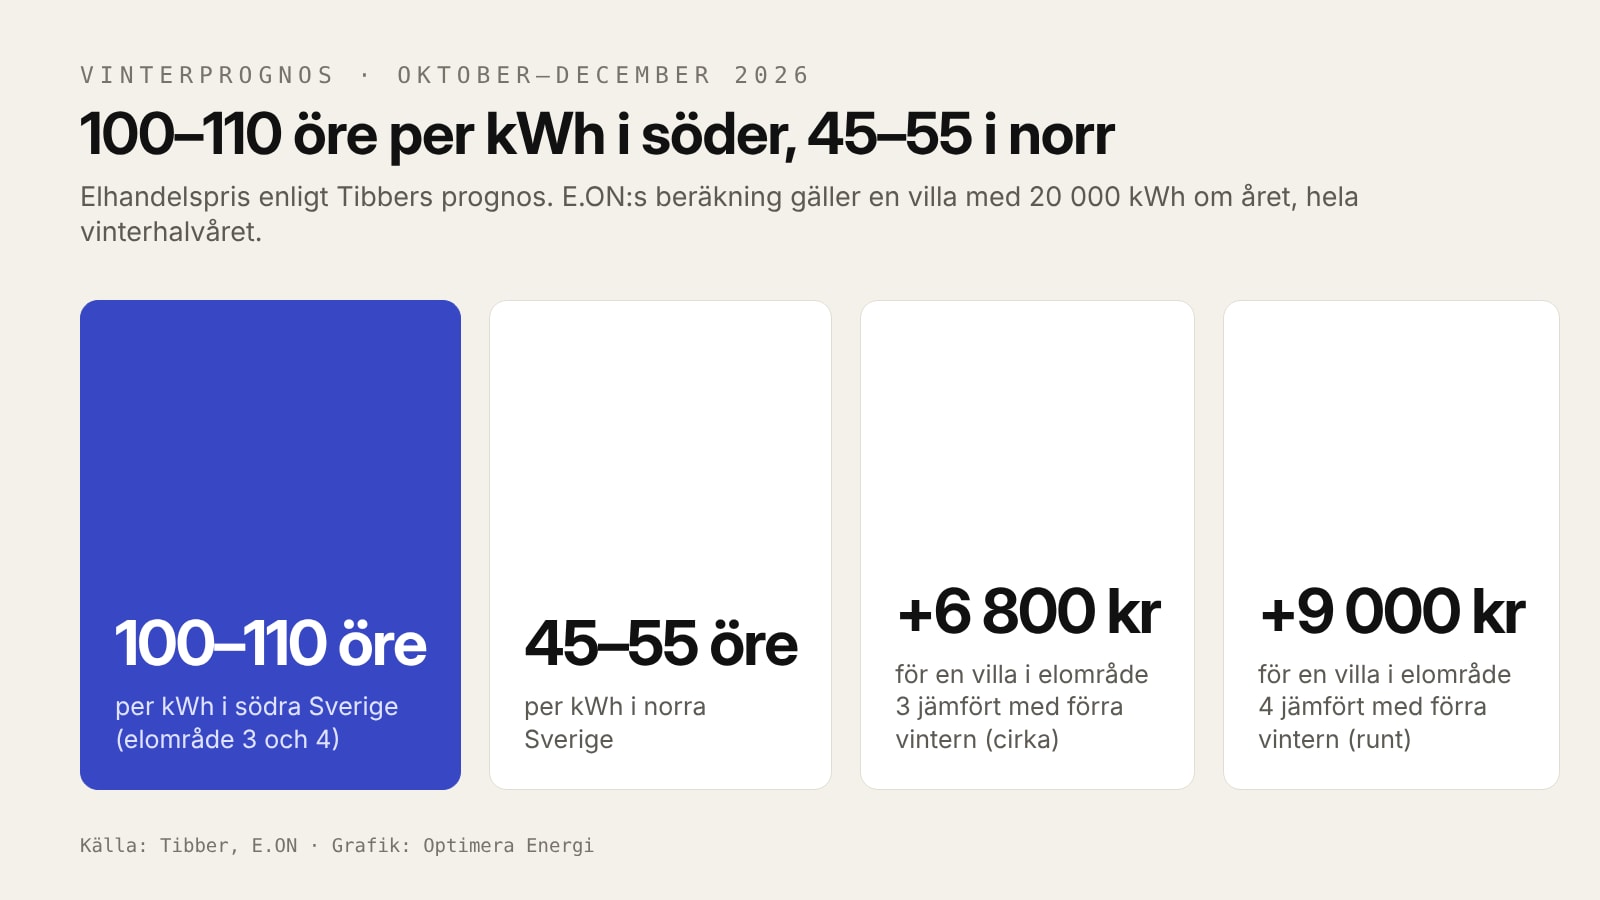 VINTERPROGNOS · OKTOBER–DECEMBER 2026
100–110 öre per kWh i söder, 45–55 i norr
Elhandelspris enligt Tibbers prognos. E.ON:s beräkning gäller en villa med 20 000 kWh om året, hela
vinterhalvåret.
100–110 öre
per kWh i södra Sverige
(elområde 3 och 4)
45–55 öre
per kWh i norra
Sverige
+6 800 kr
för en villa i elområde
3 jämfört med förra
vintern (cirka)
+9 000 kr
för en villa i elområde
4 jämfört med förra
vintern (runt)
Källa: Tibber, E.ON · Grafik: Optimera Energi